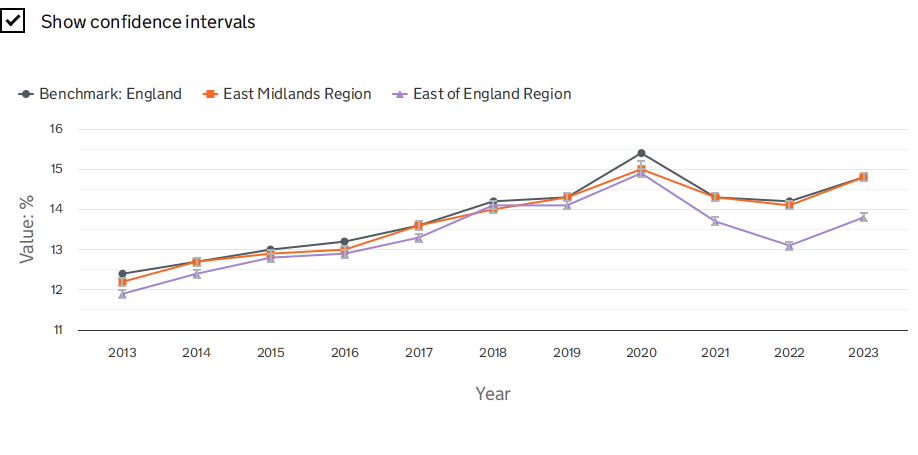 Show confidence intervals
Benchmark: England East Midlands Region East of England Region
Value: %
16
15
14
13
12
11
2013 2014 2015 2016 2017 2018 2019 2020 2021 2022 2023
Year